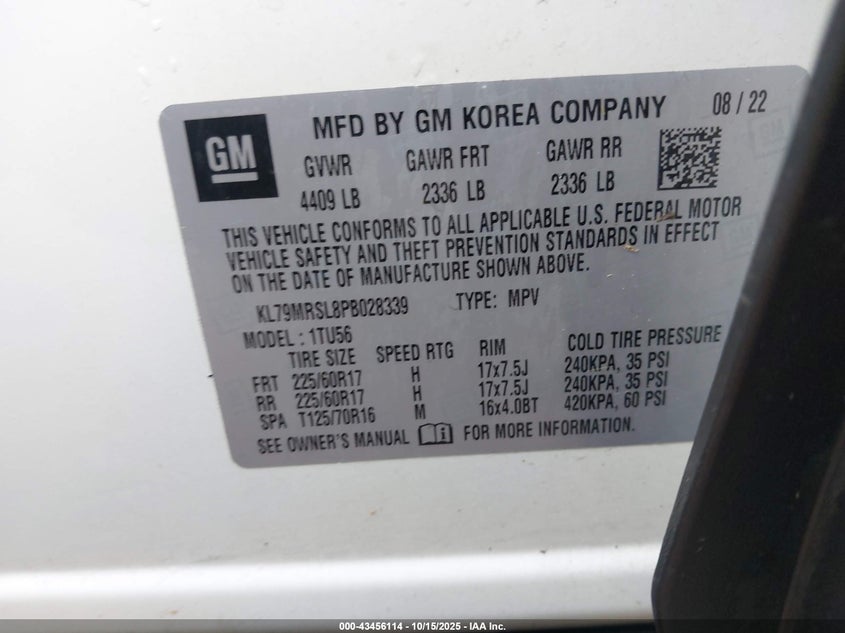 GM
MFD BY GM KOREA COMPANY 08 / 22
GVWR GAWR FRT GAWR RR
4409 LB 2336 LB 2336 LB
THIS VEHICLE CONFORMS TO ALL APPLICABLE U.S. FEDERAL MOTOR
VEHICLE SAFETY AND THEFT PREVENTION STANDARDS IN EFFECT
ON THE DATE OF MANUFACTURE SHOWN ABOVE.
KL79MRSL8PB028339 TYPE: MPV
MODEL : 1TU56
TIRE SIZE SPEED RTG RIM COLD TIRE PRESSURE
FRT 225/60R17 H 17x7.5J 240KPA, 35 PSI
RR 225/60R17 H 17x7.5J 240KPA, 35 PSI
SPA T125/70R16 M 16x4.0BT 420KPA, 60 PSI
SEE OWNER'S MANUAL FOR MORE INFORMATION.
000-43456114 - 10/15/2025 - IAA Inc.